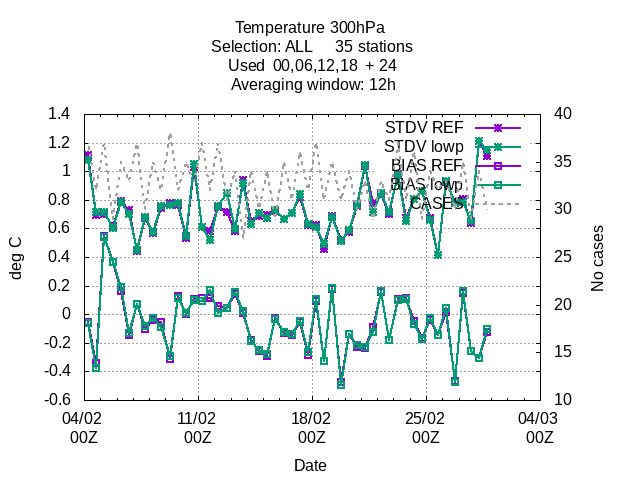 Temperature 300hPa
Selection: ALL     35 stations
Used  00,06,12,18  + 24
Averaging window: 12h
1.4
1.2
1
0.8
0.6
0.4
0.2
0
-0.2
-0.4
-0.6
deg C
STDV REF
STDV lowp
BIAS REF
BIAS lowp
CASES
40
35
30
25
20
15
10
No cases
04/02 11/02 18/02 25/02 04/03
00Z 00Z 00Z 00Z 00Z
Date